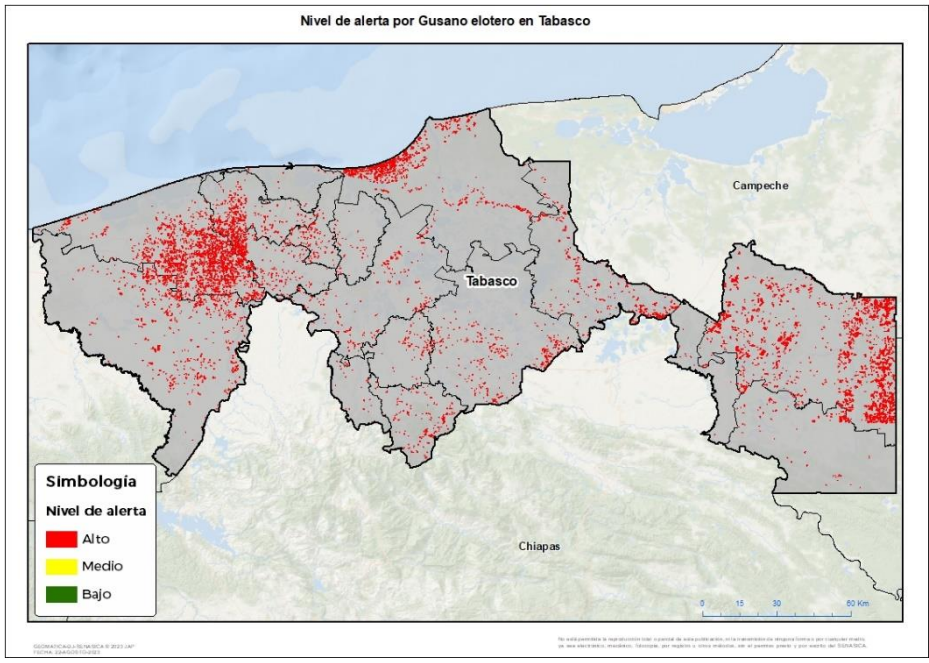 Nivel de alerta por Gusano elotero en Tabasco
Campeche
Tabasco
Simbología
Nivel de alerta
Alto
Medio
Bajo
Chiapas
0 15 30 60 Km